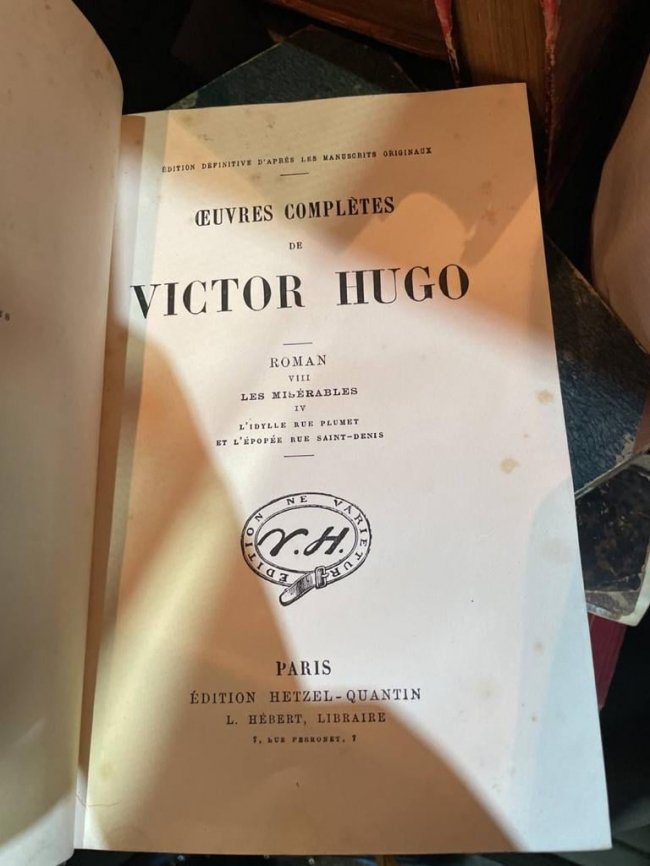 ÉDITION DÉFINITIVE D'APRÈS LES MANUSCRITS ORIGINAUX
ŒUVRES COMPLÈTES
DE
VICTOR HUGO
ROMAN
VIII
LES MISÉRABLES
IV
L'IDYLLE RUE PLUMET
ET L'ÉPOPÉE RUE SAINT-DENIS
ÉDITION NE VARIETUR
V.H.
PARIS
ÉDITION HETZEL-QUANTIN
L. HÉBERT, LIBRAIRE
7, RUE PERRONET, 7